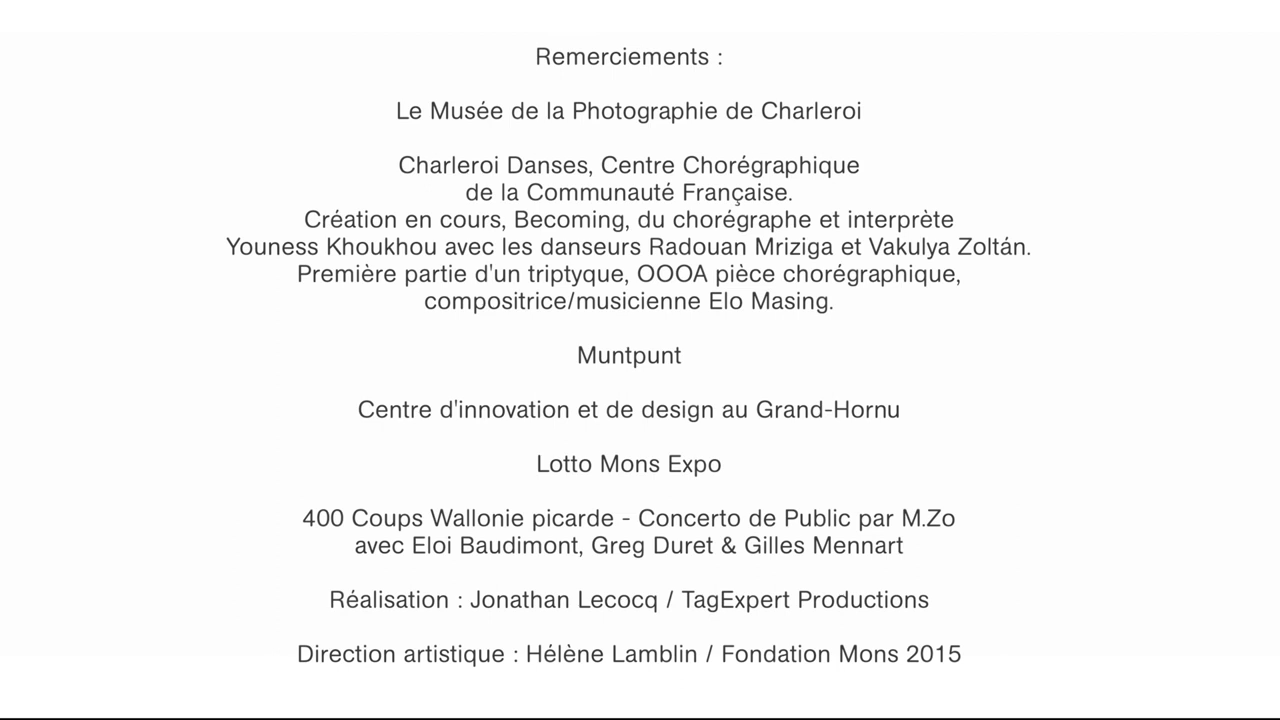 Remerciements :
Le Musée de la Photographie de Charleroi
Charleroi Danses, Centre Chorégraphique
de la Communauté Française.
Création en cours, Becoming, du chorégraphe et interprète
Youness Khoukhou avec les danseurs Radouan Mriziga et Vakulya Zoltán.
Première partie d'un triptyque, OOOA pièce chorégraphique,
compositrice/musicienne Elo Masing.
Muntpunt
Centre d'innovation et de design au Grand-Hornu
Lotto Mons Expo
400 Coups Wallonie picarde - Concerto de Public par M.Zo
avec Eloi Baudimont, Greg Duret & Gilles Mennart
Réalisation : Jonathan Lecocq / TagExpert Productions
Direction artistique : Hélène Lamblin / Fondation Mons 2015